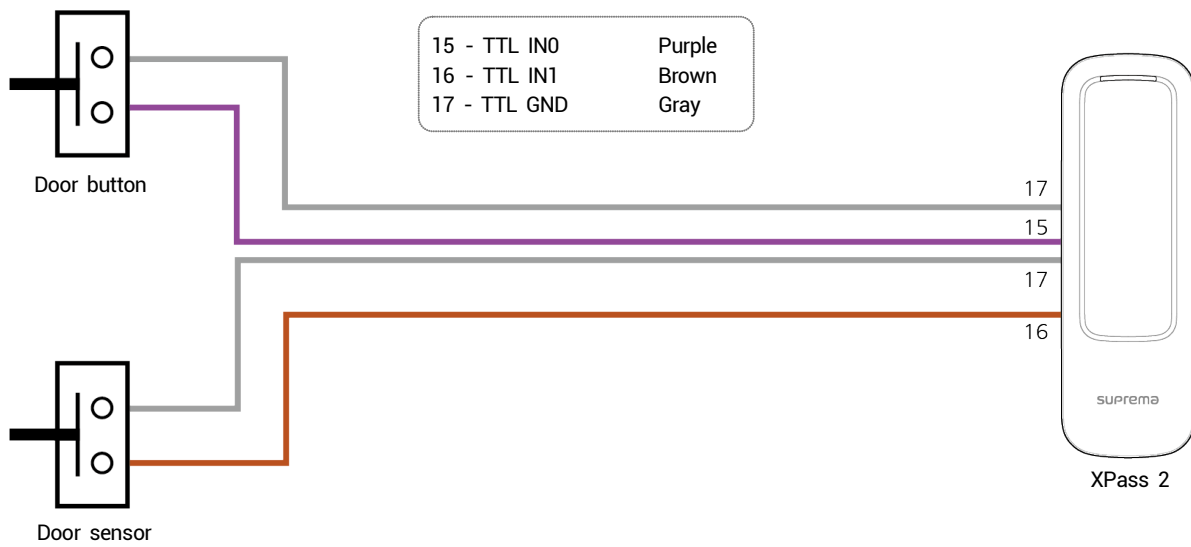 15 - TTL IN0 Purple
16 - TTL IN1 Brown
17 - TTL GND Gray
Door button
17
15
17
16
suprema
XPass 2
Door sensor